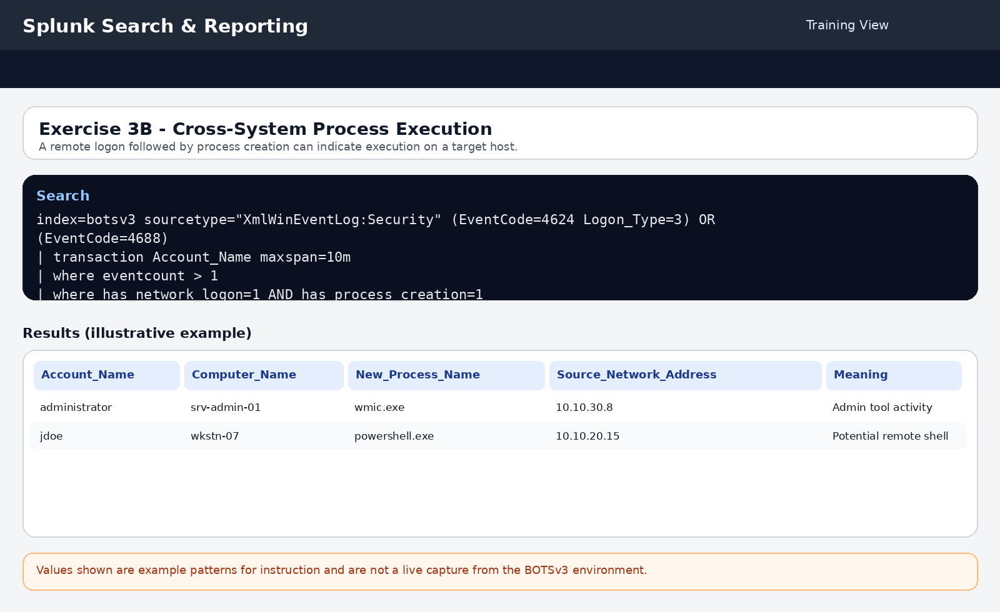 Splunk Search & Reporting
Training View
Exercise 3B - Cross-System Process Execution
A remote logon followed by process creation can indicate execution on a target host.
Search
index=botsv3 sourcetype="XmlWinEventLog:Security" (EventCode=4624 Logon_Type=3) OR
(EventCode=4688)
| transaction Account_Name maxspan=10m
| where eventcount > 1
| where has_network_logon=1 AND has_process_creation=1
Results (illustrative example)
Account_Name Computer_Name New_Process_Name Source_Network_Address Meaning
administrator srv-admin-01 wmic.exe 10.10.30.8 Admin tool activity
jdoe wkstn-07 powershell.exe 10.10.20.15 Potential remote shell
Values shown are example patterns for instruction and are not a live capture from the BOTSv3 environment.